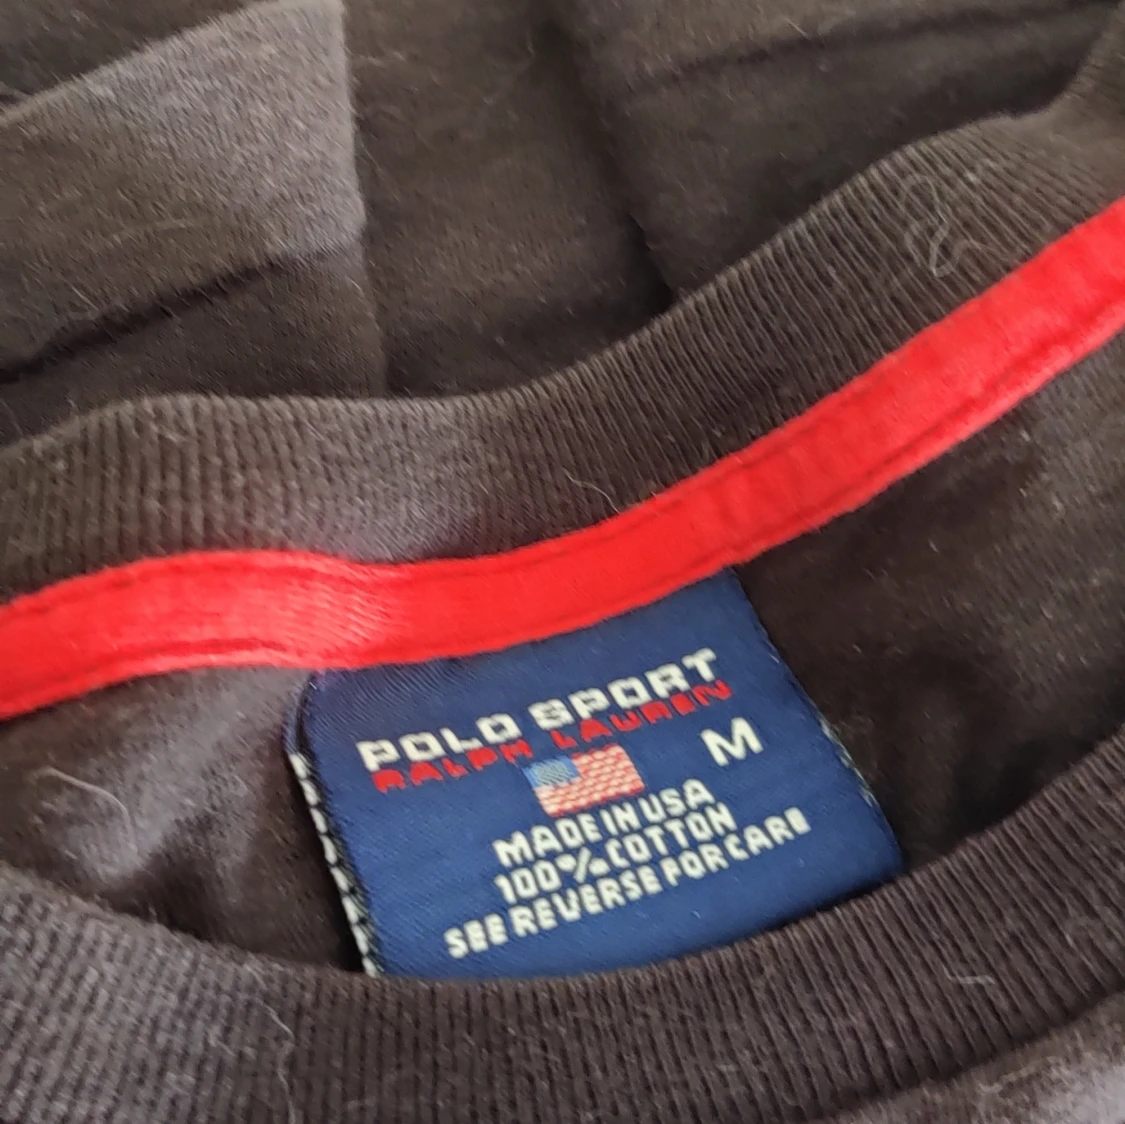 POLO SPORT
RALPH LAUREN
M
MADE IN USA
100% COTTON
SEE REVERSE FOR CARE